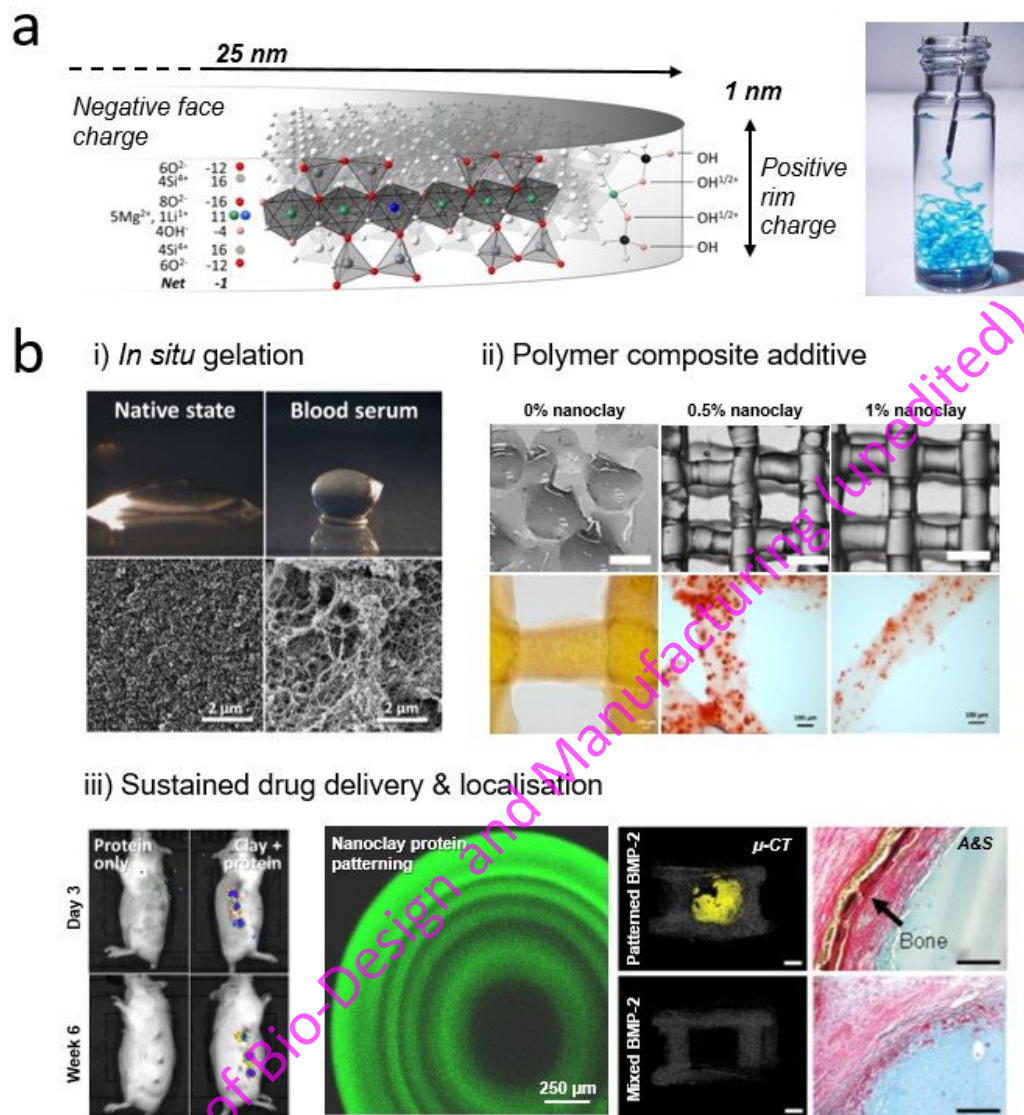 a
25 nm
1 nm
Negative face
charge
6O²⁻ -12
4Si⁴⁺ 16
8O²⁻ -16
5Mg²⁺, 1Li¹⁺ 11
4OH⁻ -4
4Si⁴⁺ 16
6O²⁻ -12
Net -1
OH
OH¹ᐟ²⁺
OH¹ᐟ²⁺
OH
Positive
rim
charge
b
i) In situ gelation
Native state
Blood serum
2 µm
2 µm
ii) Polymer composite additive
0% nanoclay
0.5% nanoclay
1% nanoclay
100 µm
100 µm
iii) Sustained drug delivery & localisation
Protein
only
Clay +
protein
Day 3
Week 6
Nanoclay protein
patterning
250 µm
Patterned BMP-2
Mixed BMP-2
µ-CT
A&S
Bone
of Bio-Design and Manufacturing (unedited)